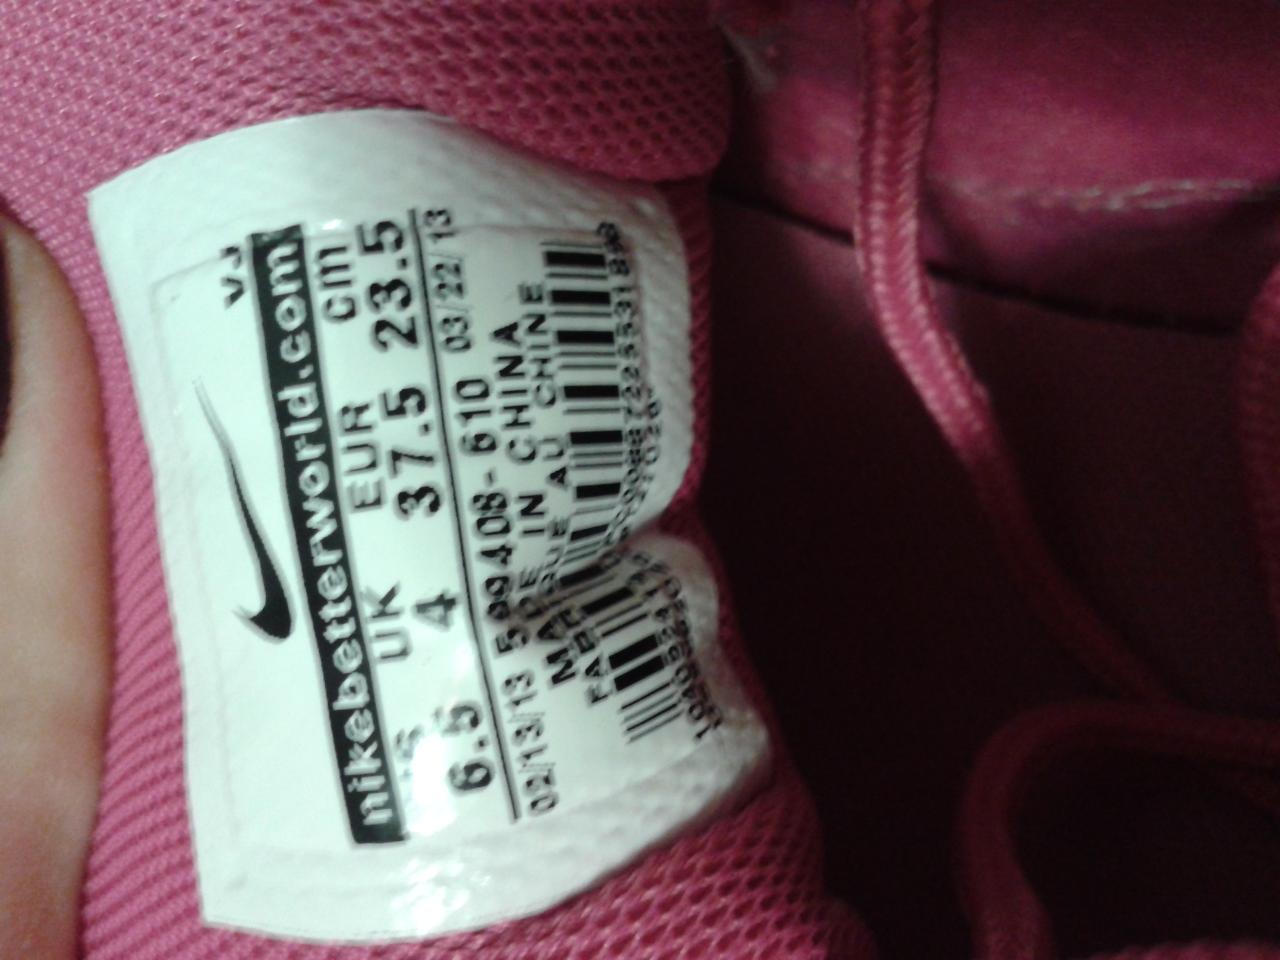 VJ
nikebetterworld.com
US UK EUR cm
6.5 4 37.5 23.5
02/13/13 599408-610 03/22/13
MADE IN CHINA
FABRIQUE AU CHINE